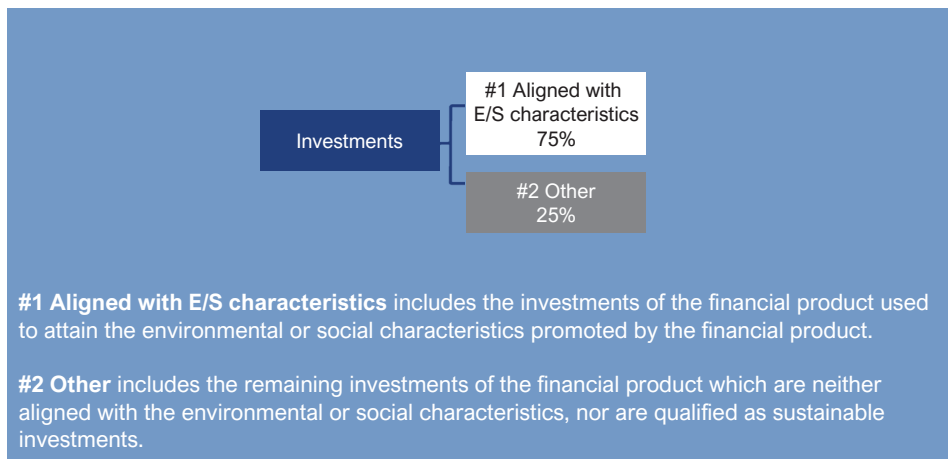 Investments
#1 Aligned with
E/S characteristics
75%
#2 Other
25%
#1 Aligned with E/S characteristics includes the investments of the financial product used
to attain the environmental or social characteristics promoted by the financial product.
#2 Other includes the remaining investments of the financial product which are neither
aligned with the environmental or social characteristics, nor are qualified as sustainable
investments.